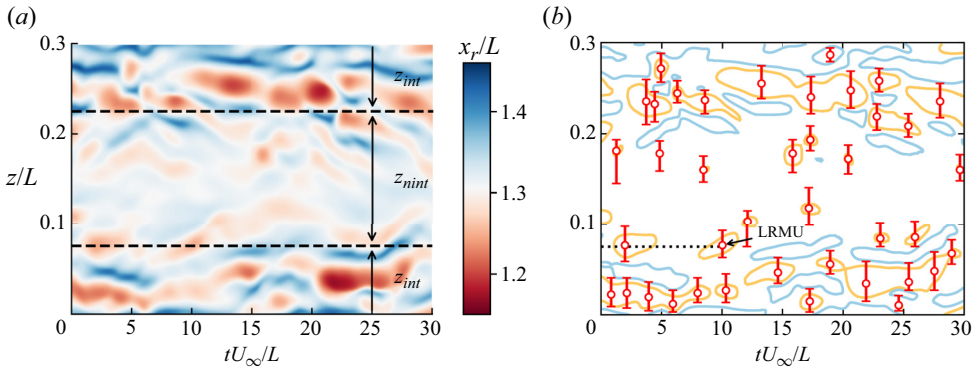 (a)
x_r/L
z/L
0.3
0.2
0.1
0
z_int
z_nint
z_int
1.4
1.3
1.2
0 5 10 15 20 25 30
tU_∞/L
(b)
0.3
0.2
0.1
LRMU
0 5 10 15 20 25 30
tU_∞/L